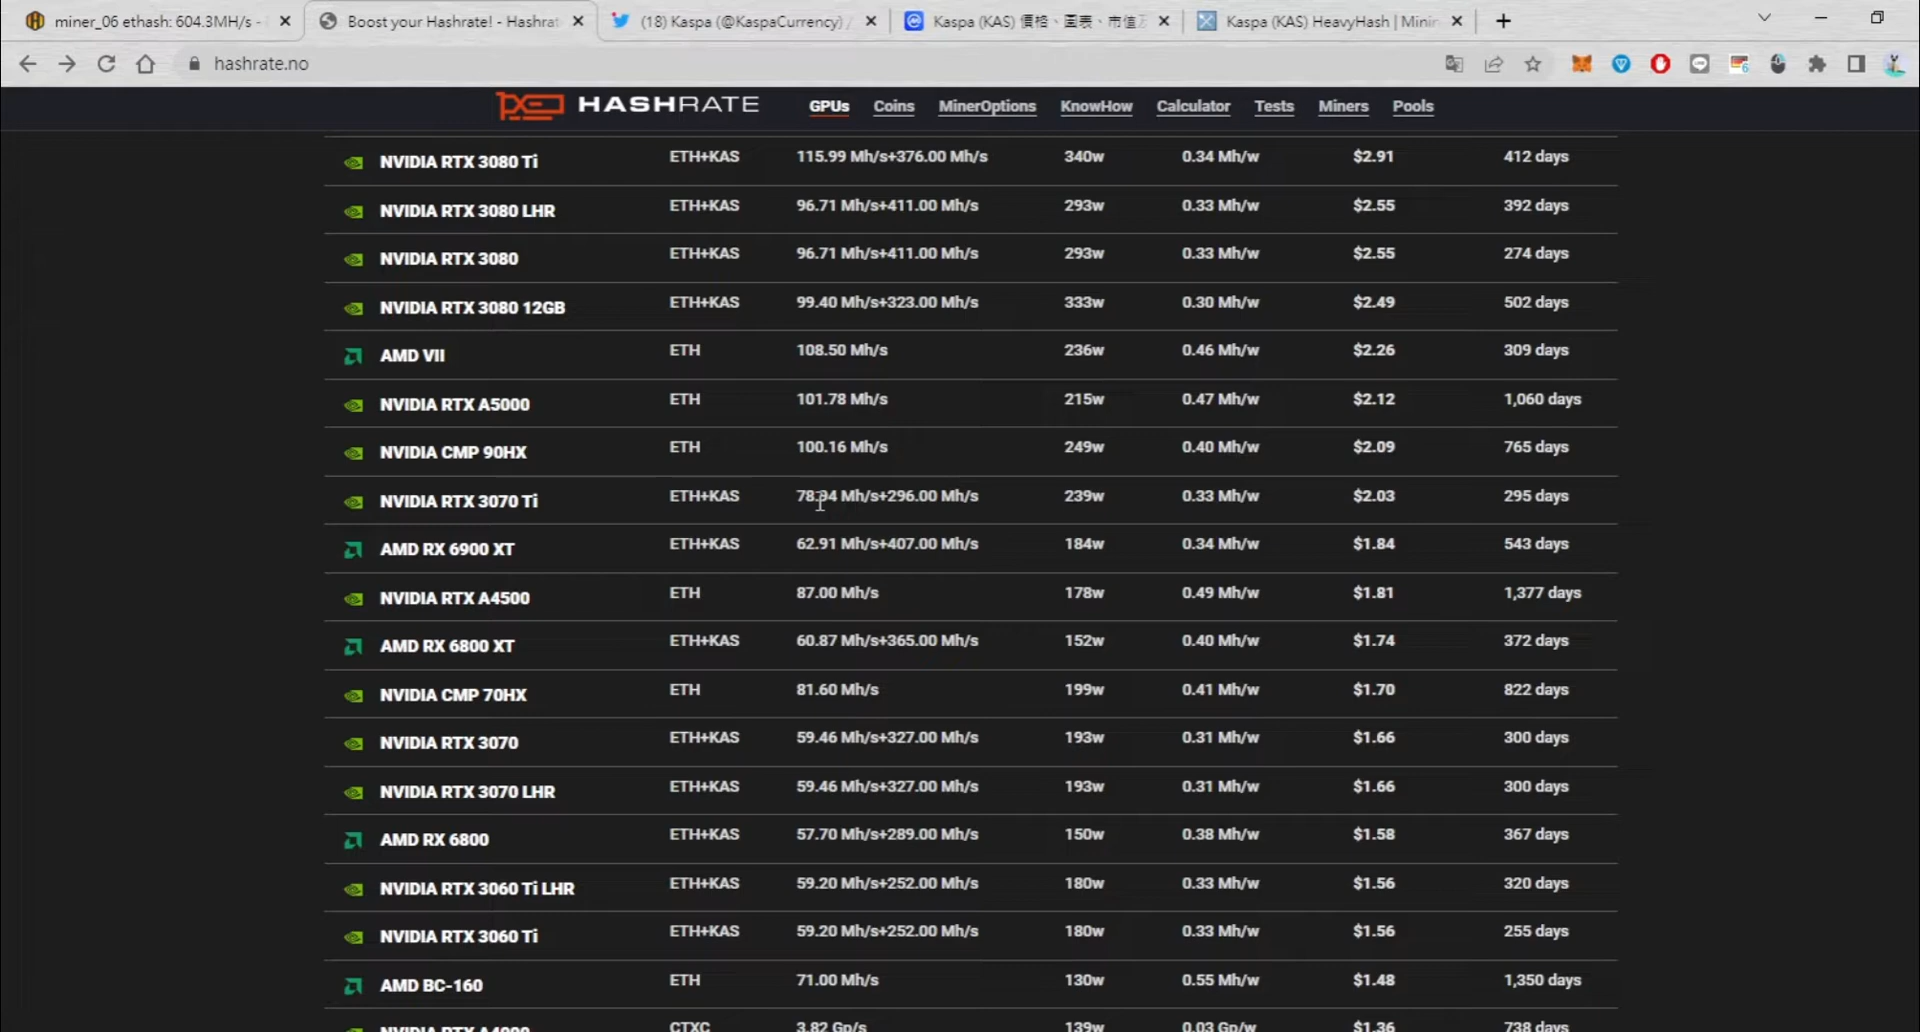 miner_06 ethash: 604.3MH/s -
Boost your Hashrate! - Hashrat
(18) Kaspa (@KaspaCurrency) /
Kaspa (KAS) 價格、圖表、市值
Kaspa (KAS) HeavyHash | Minin
hashrate.no
6
HASHRATE GPUs Coins MinerOptions KnowHow Calculator Tests Miners Pools
NVIDIA RTX 3080 Ti ETH+KAS 115.99 Mh/s+376.00 Mh/s 340w 0.34 Mh/w $2.91 412 days
NVIDIA RTX 3080 LHR ETH+KAS 96.71 Mh/s+411.00 Mh/s 293w 0.33 Mh/w $2.55 392 days
NVIDIA RTX 3080 ETH+KAS 96.71 Mh/s+411.00 Mh/s 293w 0.33 Mh/w $2.55 274 days
NVIDIA RTX 3080 12GB ETH+KAS 99.40 Mh/s+323.00 Mh/s 333w 0.30 Mh/w $2.49 502 days
AMD VII ETH 108.50 Mh/s 236w 0.46 Mh/w $2.26 309 days
NVIDIA RTX A5000 ETH 101.78 Mh/s 215w 0.47 Mh/w $2.12 1,060 days
NVIDIA CMP 90HX ETH 100.16 Mh/s 249w 0.40 Mh/w $2.09 765 days
NVIDIA RTX 3070 Ti ETH+KAS Mh/s+296.00 Mh/s 239w 0.33 Mh/w $2.03 295 days
AMD RX 6900 XT ETH+KAS 62.91 Mh/s+407.00 Mh/s 184w 0.34 Mh/w $1.84 543 days
NVIDIA RTX A4500 ETH 87.00 Mh/s 178w 0.49 Mh/w $1.81 1,377 days
AMD RX 6800 XT ETH+KAS 60.87 Mh/s+365.00 Mh/s 152w 0.40 Mh/w $1.74 372 days
NVIDIA CMP 70HX ETH 81.60 Mh/s 199w 0.41 Mh/w $1.70 822 days
NVIDIA RTX 3070 ETH+KAS 59.46 Mh/s+327.00 Mh/s 193w 0.31 Mh/w $1.66 300 days
NVIDIA RTX 3070 LHR ETH+KAS 59.46 Mh/s+327.00 Mh/s 193w 0.31 Mh/w $1.66 300 days
AMD RX 6800 ETH+KAS 57.70 Mh/s+289.00 Mh/s 150w 0.38 Mh/w $1.58 367 days
NVIDIA RTX 3060 Ti LHR ETH+KAS 59.20 Mh/s+252.00 Mh/s 180w 0.33 Mh/w $1.56 320 days
NVIDIA RTX 3060 Ti ETH+KAS 59.20 Mh/s+252.00 Mh/s 180w 0.33 Mh/w $1.56 255 days
AMD BC-160 ETH 71.00 Mh/s 130w 0.55 Mh/w $1.48 1,350 days
NVIDIA RTX A4000 CTXC 3.82 Gp/s 139w 0.03 Gp/w $1.36 738 days